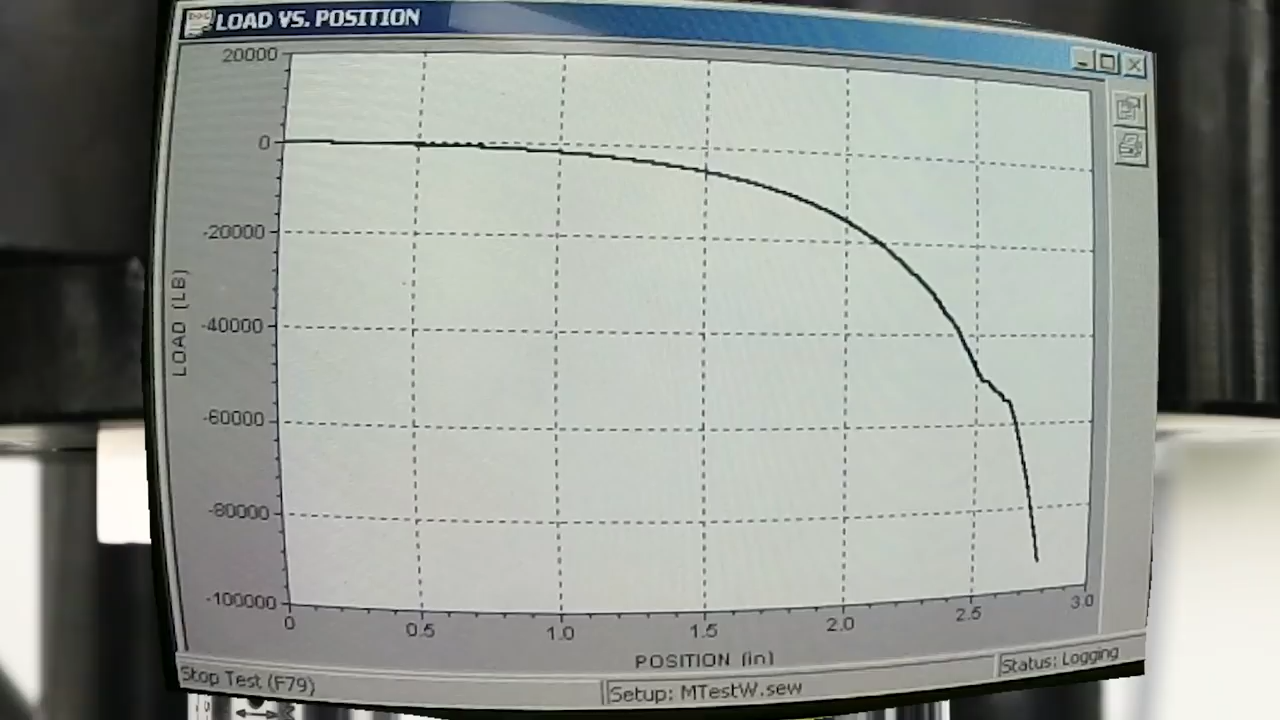 LOAD VS. POSITION
20000
0
-20000
-40000
-60000
-80000
-100000
LOAD (LB)
0 0.5 1.0 1.5 2.0 2.5 3.0
POSITION (in)
Stop Test (F79) Setup: MTestW.sew Status: Logging